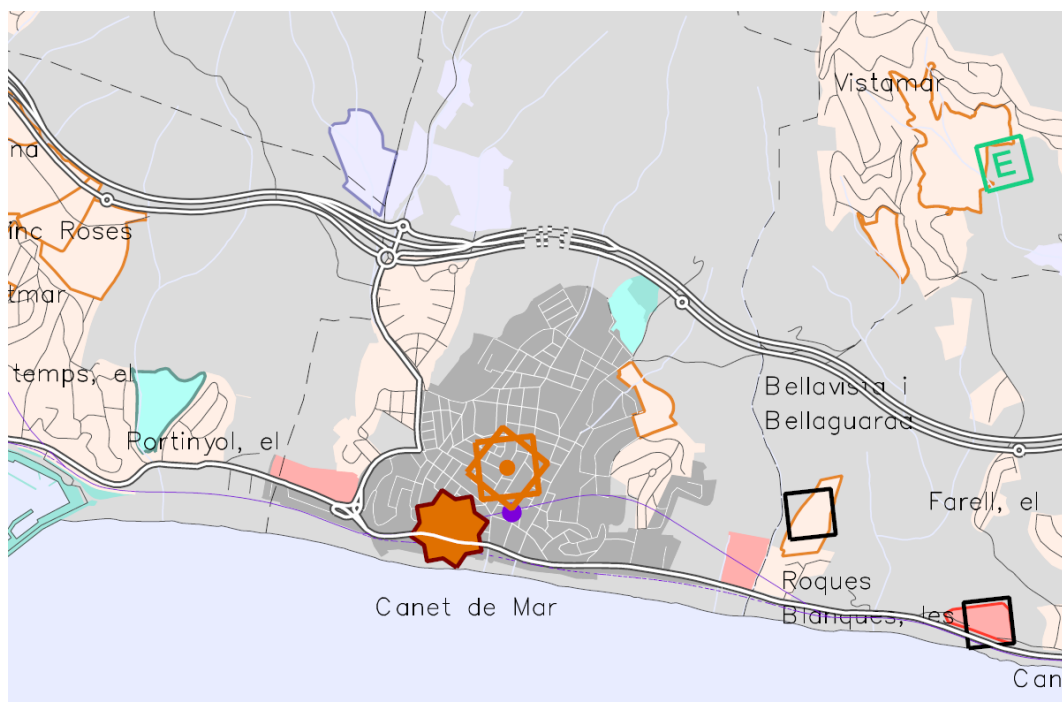 Vistamar
E
na
inc Roses
tmar
temps, el
Portinyol, el
Bellavista i
Bellaguarda
Farell, el
Roques
Blanques, les
Canet de Mar
Can